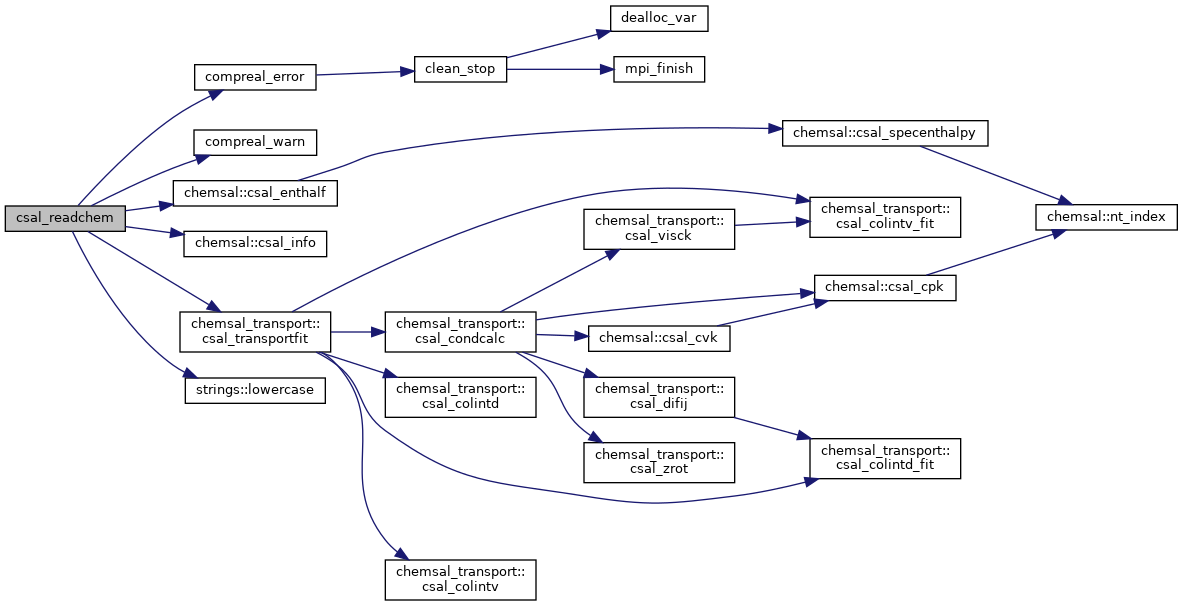 dealloc_var
compreal_error
clean_stop
mpi_finish
compreal_warn
chemsal::csal_specenthalpy
csal_readchem
chemsal::csal_enthalf
chemsal::csal_info
chemsal_transport::
csal_visck
chemsal_transport::
csal_colintv_fit
chemsal::nt_index
chemsal::csal_cpk
chemsal_transport::
csal_transportfit
chemsal_transport::
csal_condcalc
chemsal::csal_cvk
strings::lowercase
chemsal_transport::
csal_colintd
chemsal_transport::
csal_difij
chemsal_transport::
csal_zrot
chemsal_transport::
csal_colintd_fit
chemsal_transport::
csal_colintv